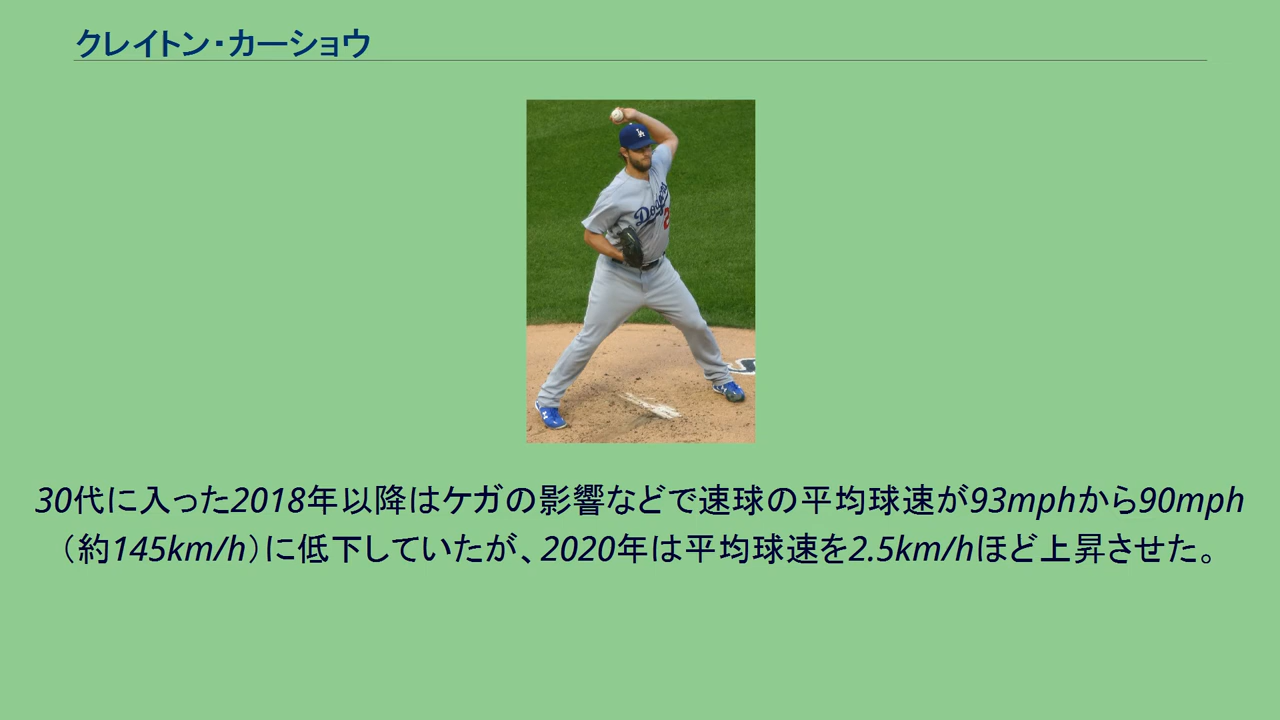 クレイトン・カーショウ
LA
Dodgers
2
30代に入った2018年以降はケガの影響などで速球の平均球速が93mphから90mph
（約145km/h）に低下していたが、2020年は平均球速を2.5km/hほど上昇させた。